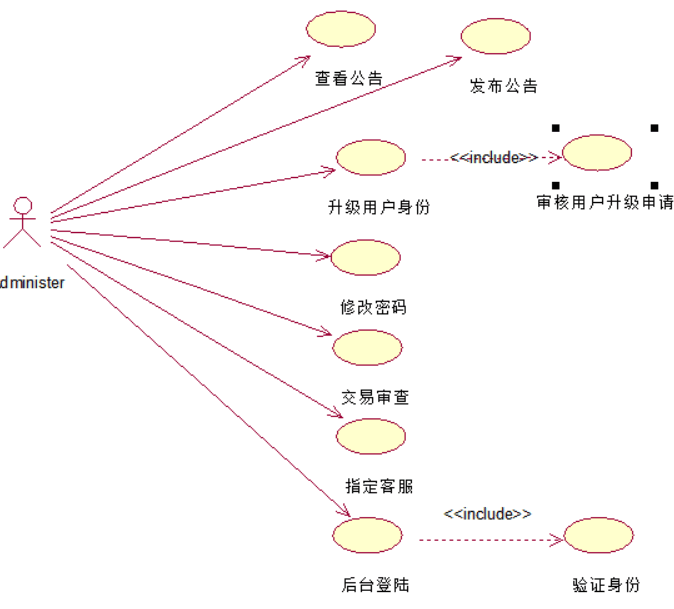 查看公告
发布公告
<<include>>
升级用户身份
审核用户升级申请
dminister
修改密码
交易审查
指定客服
<<include>>
后台登陆
验证身份